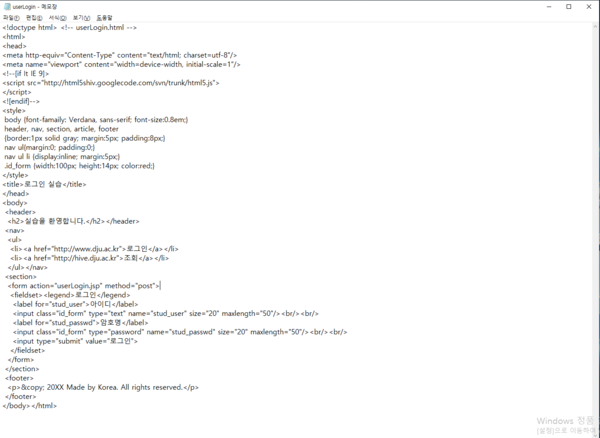 userLogin - 메모장
파일(F) 편집(E) 서식(O) 보기(V) 도움말
<!doctype html> <!-- userLogin.html -->
<html>
<head>
<meta http-equiv="Content-Type" content="text/html; charset=utf-8"/>
<meta name="viewport" content="width=device-width, initial-scale=1"/>
<!--[if lt IE 9]>
<script src="http://html5shiv.googlecode.com/svn/trunk/html5.js">
</script>
<![endif]-->
<style>
body {font-famaily: Verdana, sans-serif; font-size:0.8em;}
header, nav, section, article, footer
{border:1px solid gray; margin:5px; padding:8px;}
nav ul{margin:0; padding:0;}
nav ul li {display:inline; margin:5px;}
.id_form {width:100px; height:14px; color:red;}
</style>
<title>로그인 실습</title>
</head>
<body>
<header>
<h2>실습을 환영합니다.</h2></header>
<nav>
<ul>
<li><a href="http://www.dju.ac.kr">로그인</a></li>
<li><a href="http://hive.dju.ac.kr">조회</a></li>
</ul></nav>
<section>
<form action="userLogin.jsp" method="post">
<fieldset><legend>로그인</legend>
<label for="stud_user">아이디</label>
<input class="id_form" type="text" name="stud_user" size="20" maxlength="50"/><br/><br/>
<label for="stud_passwd">암호명</label>
<input class="id_form" type="password" name="stud_passwd" size="20" maxlength="50"/><br/><br/>
<input type="submit" value="로그인">
</fieldset>
</form>
</section>
<footer>
<p>&copy; 20XX Made by Korea. All rights reserved.</p>
</footer>
</body></html>
Windows 정품
[설정]으로 이동하여